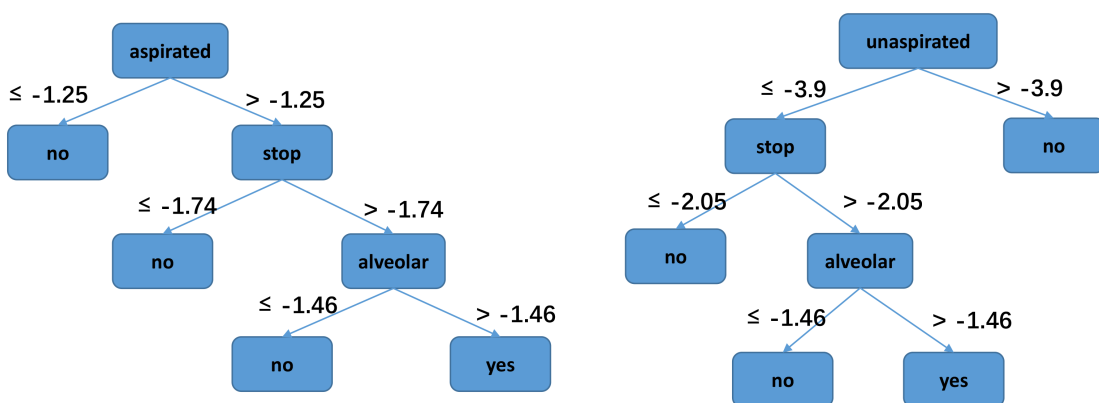 aspirated
≤ -1.25
> -1.25
no
stop
≤ -1.74
> -1.74
no
alveolar
≤ -1.46
> -1.46
no
yes
unaspirated
≤ -3.9
> -3.9
stop
no
≤ -2.05
> -2.05
no
alveolar
≤ -1.46
> -1.46
no
yes